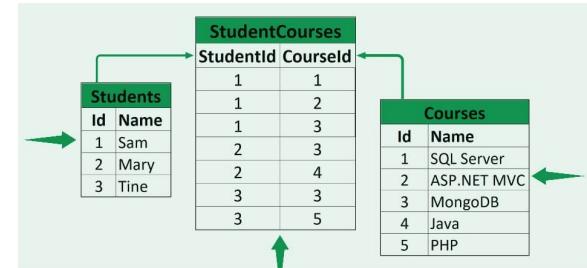 StudentCourses
StudentId CourseId
1 1
1 2
1 3
2 3
2 4
3 3
3 5
Students
Id Name
1 Sam
2 Mary
3 Tine
Courses
Id Name
1 SQL Server
2 ASP.NET MVC
3 MongoDB
4 Java
5 PHP